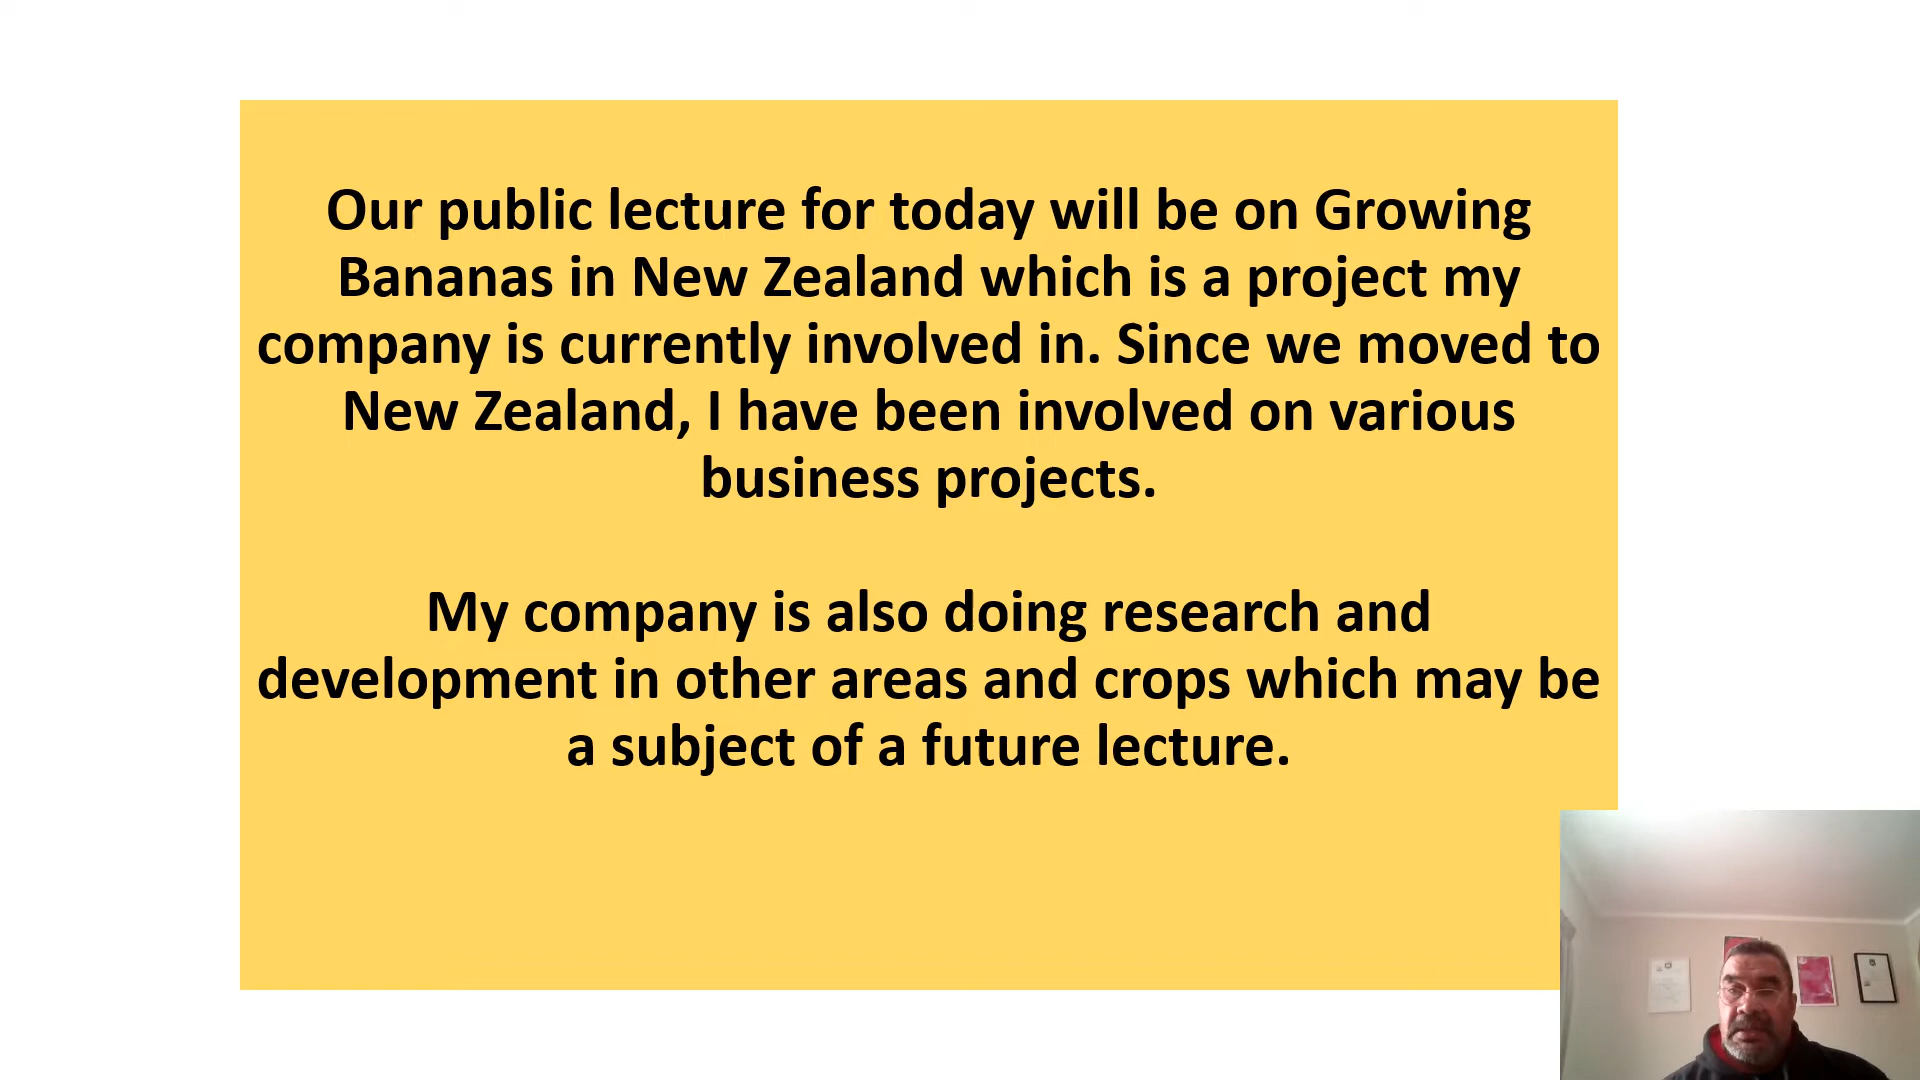 Our public lecture for today will be on Growing
Bananas in New Zealand which is a project my
company is currently involved in. Since we moved to
New Zealand, I have been involved on various
business projects.
My company is also doing research and
development in other areas and crops which may be
a subject of a future lecture.